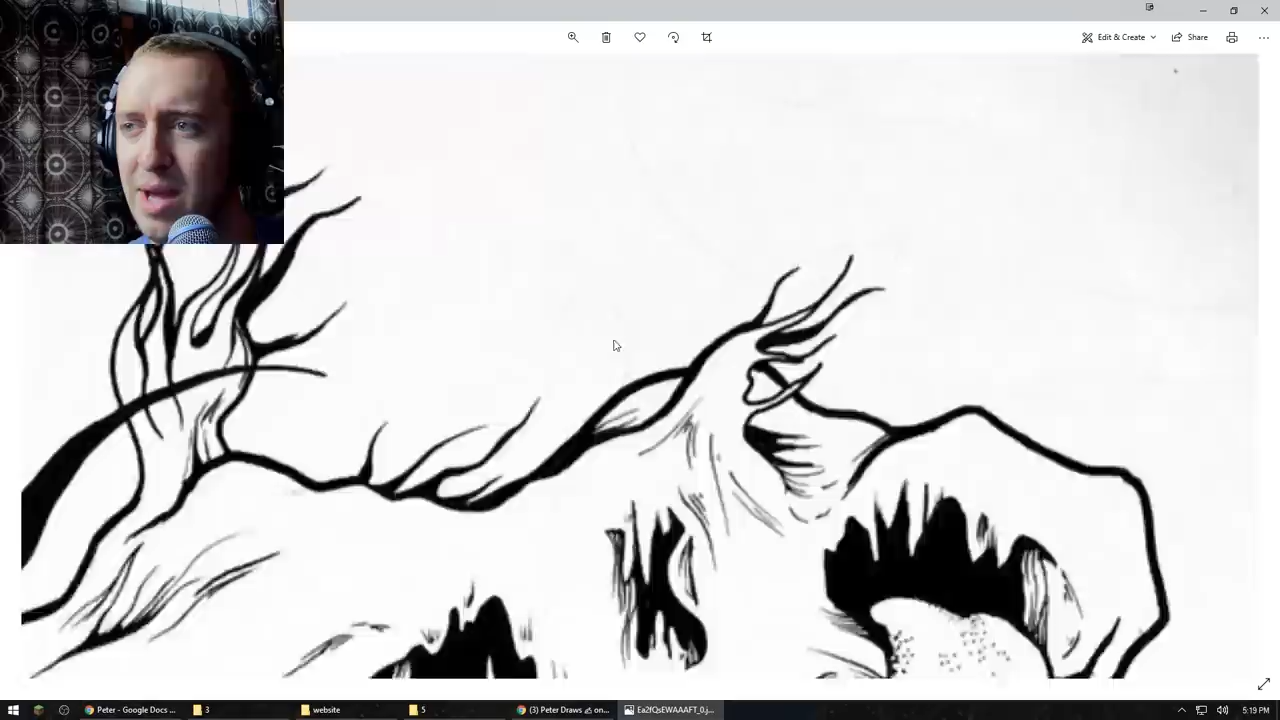 Edit & Create
Share
Peter - Google Docs ...
3
website
5
(3) Peter Draws ✍ on...
Ea2fQsEWAAAFT_0.j...
5:19 PM